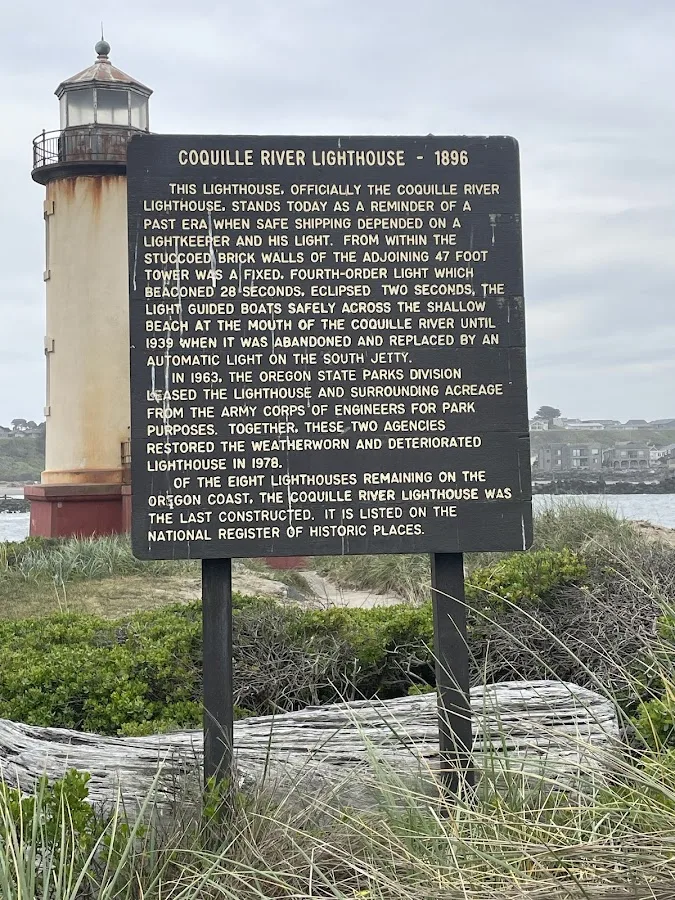 COQUILLE RIVER LIGHTHOUSE - 1896
THIS LIGHTHOUSE, OFFICIALLY THE COQUILLE RIVER
LIGHTHOUSE, STANDS TODAY AS A REMINDER OF A
PAST ERA WHEN SAFE SHIPPING DEPENDED ON A
LIGHTKEEPER AND HIS LIGHT. FROM WITHIN THE
STUCCOED BRICK WALLS OF THE ADJOINING 47 FOOT
TOWER WAS A FIXED, FOURTH-ORDER LIGHT WHICH
BEACONED 28 SECONDS, ECLIPSED TWO SECONDS, THE
LIGHT GUIDED BOATS SAFELY ACROSS THE SHALLOW
BEACH AT THE MOUTH OF THE COQUILLE RIVER UNTIL
1939 WHEN IT WAS ABANDONED AND REPLACED BY AN
AUTOMATIC LIGHT ON THE SOUTH JETTY.
IN 1963, THE OREGON STATE PARKS DIVISION
LEASED THE LIGHTHOUSE AND SURROUNDING ACREAGE
FROM THE ARMY CORPS OF ENGINEERS FOR PARK
PURPOSES. TOGETHER, THESE TWO AGENCIES
RESTORED THE WEATHERWORN AND DETERIORATED
LIGHTHOUSE IN 1978.
OF THE EIGHT LIGHTHOUSES REMAINING ON THE
OREGON COAST, THE COQUILLE RIVER LIGHTHOUSE WAS
THE LAST CONSTRUCTED. IT IS LISTED ON THE
NATIONAL REGISTER OF HISTORIC PLACES.